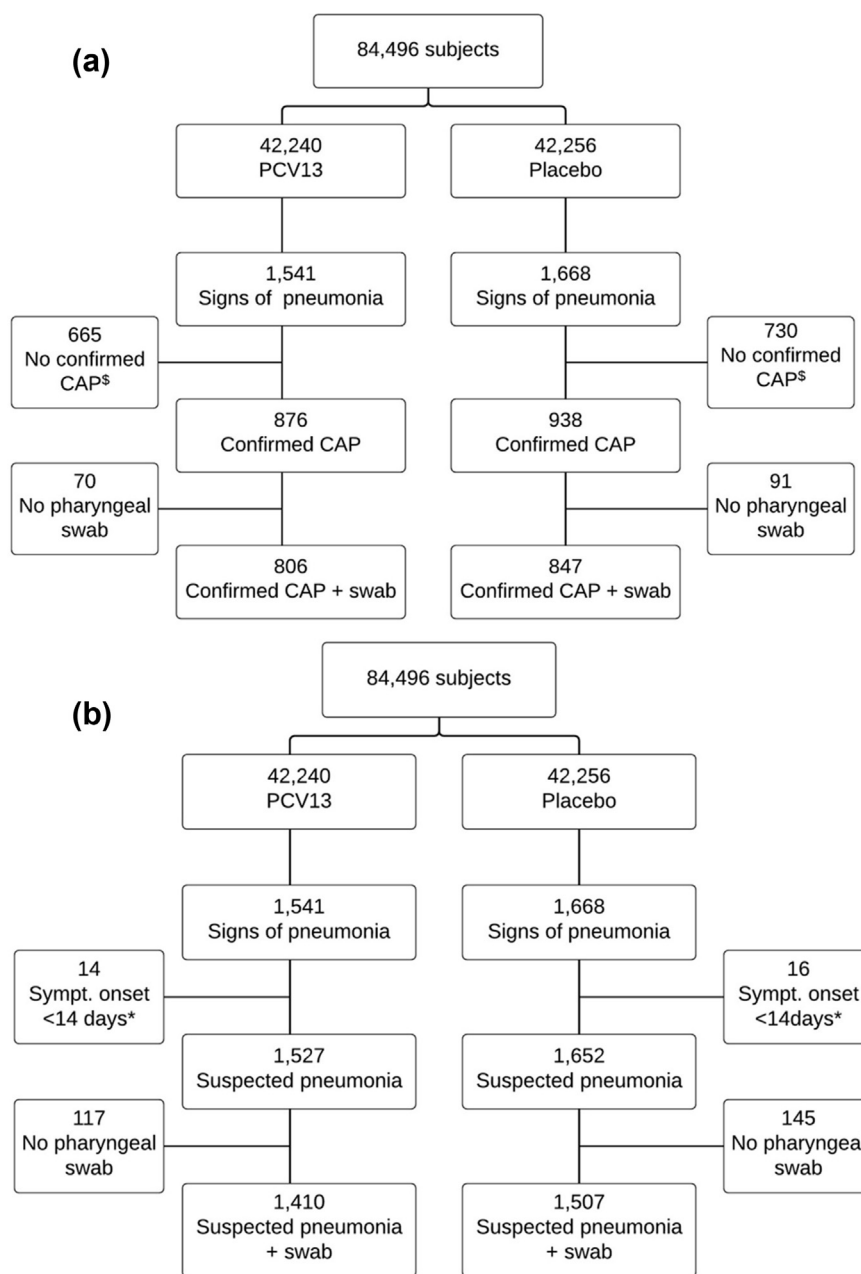 (a)
84,496 subjects
42,240
PCV13
42,256
Placebo
1,541
Signs of pneumonia
1,668
Signs of pneumonia
665
No confirmed
CAP$
730
No confirmed
CAP$
876
Confirmed CAP
938
Confirmed CAP
70
No pharyngeal
swab
91
No pharyngeal
swab
806
Confirmed CAP + swab
847
Confirmed CAP + swab
(b)
84,496 subjects
42,240
PCV13
42,256
Placebo
1,541
Signs of pneumonia
1,668
Signs of pneumonia
14
Sympt. onset
<14 days*
16
Sympt. onset
<14days*
1,527
Suspected pneumonia
1,652
Suspected pneumonia
117
No pharyngeal
swab
145
No pharyngeal
swab
1,410
Suspected pneumonia
+ swab
1,507
Suspected pneumonia
+ swab